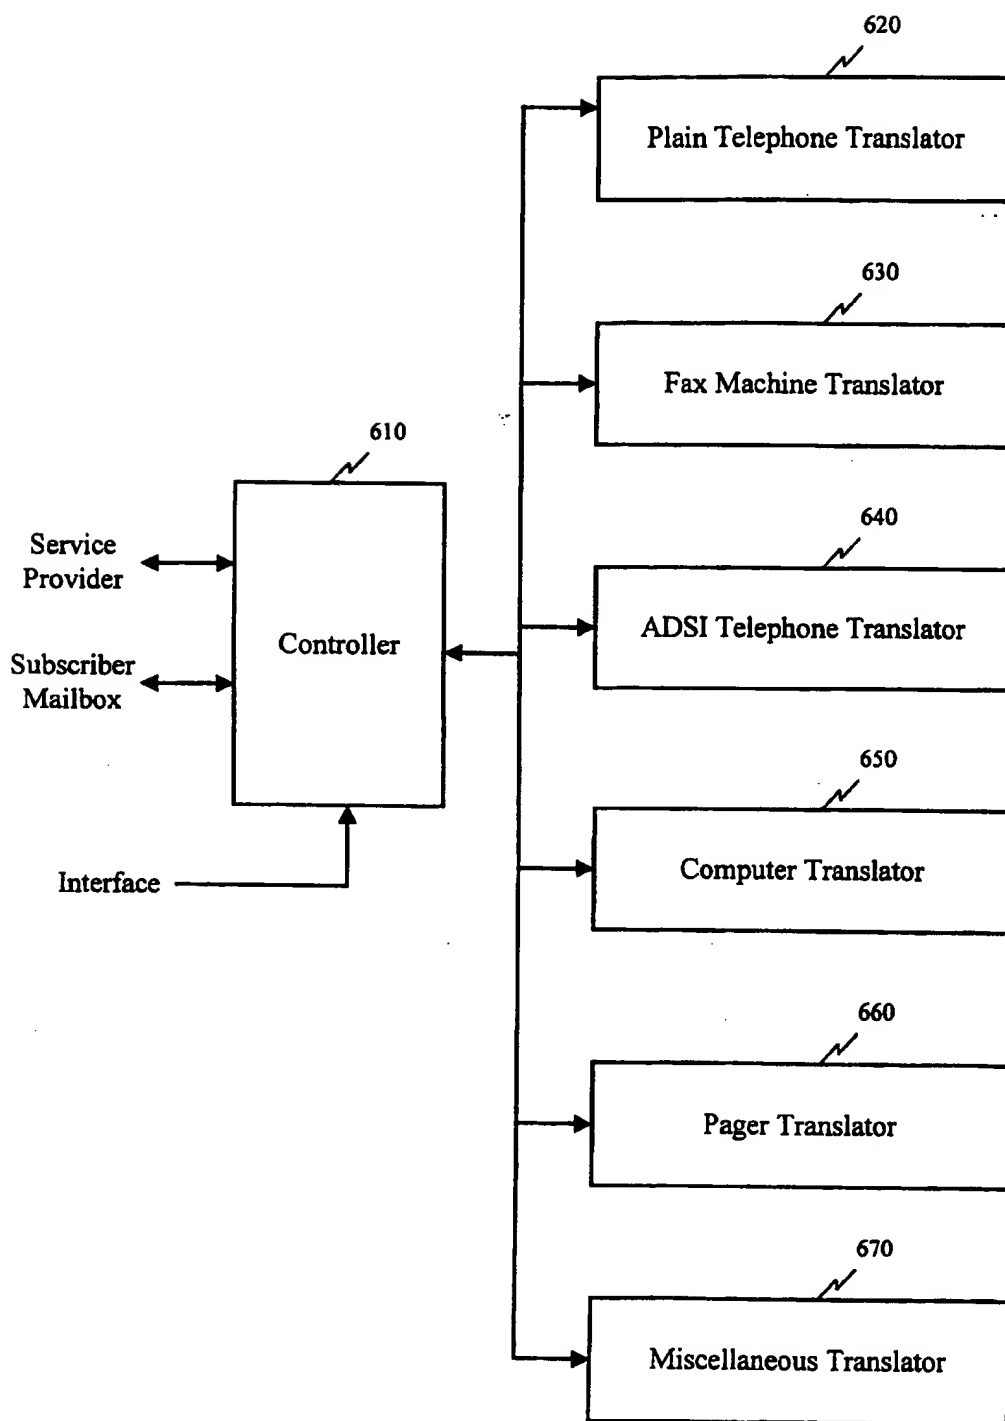 620
Plain Telephone Translator
630
Fax Machine Translator
610
Service
Provider
Controller
Subscriber
Mailbox
Interface
640
ADSI Telephone Translator
650
Computer Translator
660
Pager Translator
670
Miscellaneous Translator